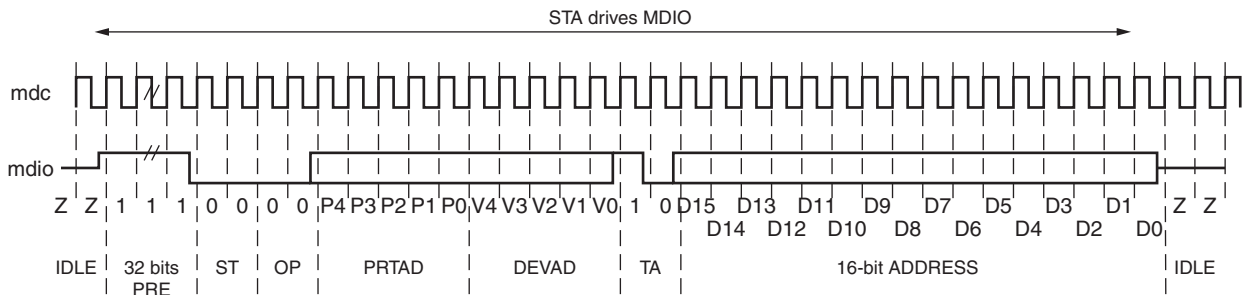 STA drives MDIO
mdc
mdio
Z Z 1 1 1 0 0 0 0 P4 P3 P2 P1 P0 V4 V3 V2 V1 V0 1 0 D15 D13 D11 D9 D7 D5 D3 D1 Z Z
D14 D12 D10 D8 D6 D4 D2 D0
IDLE 32 bits ST OP PRTAD DEVAD TA 16-bit ADDRESS IDLE
PRE